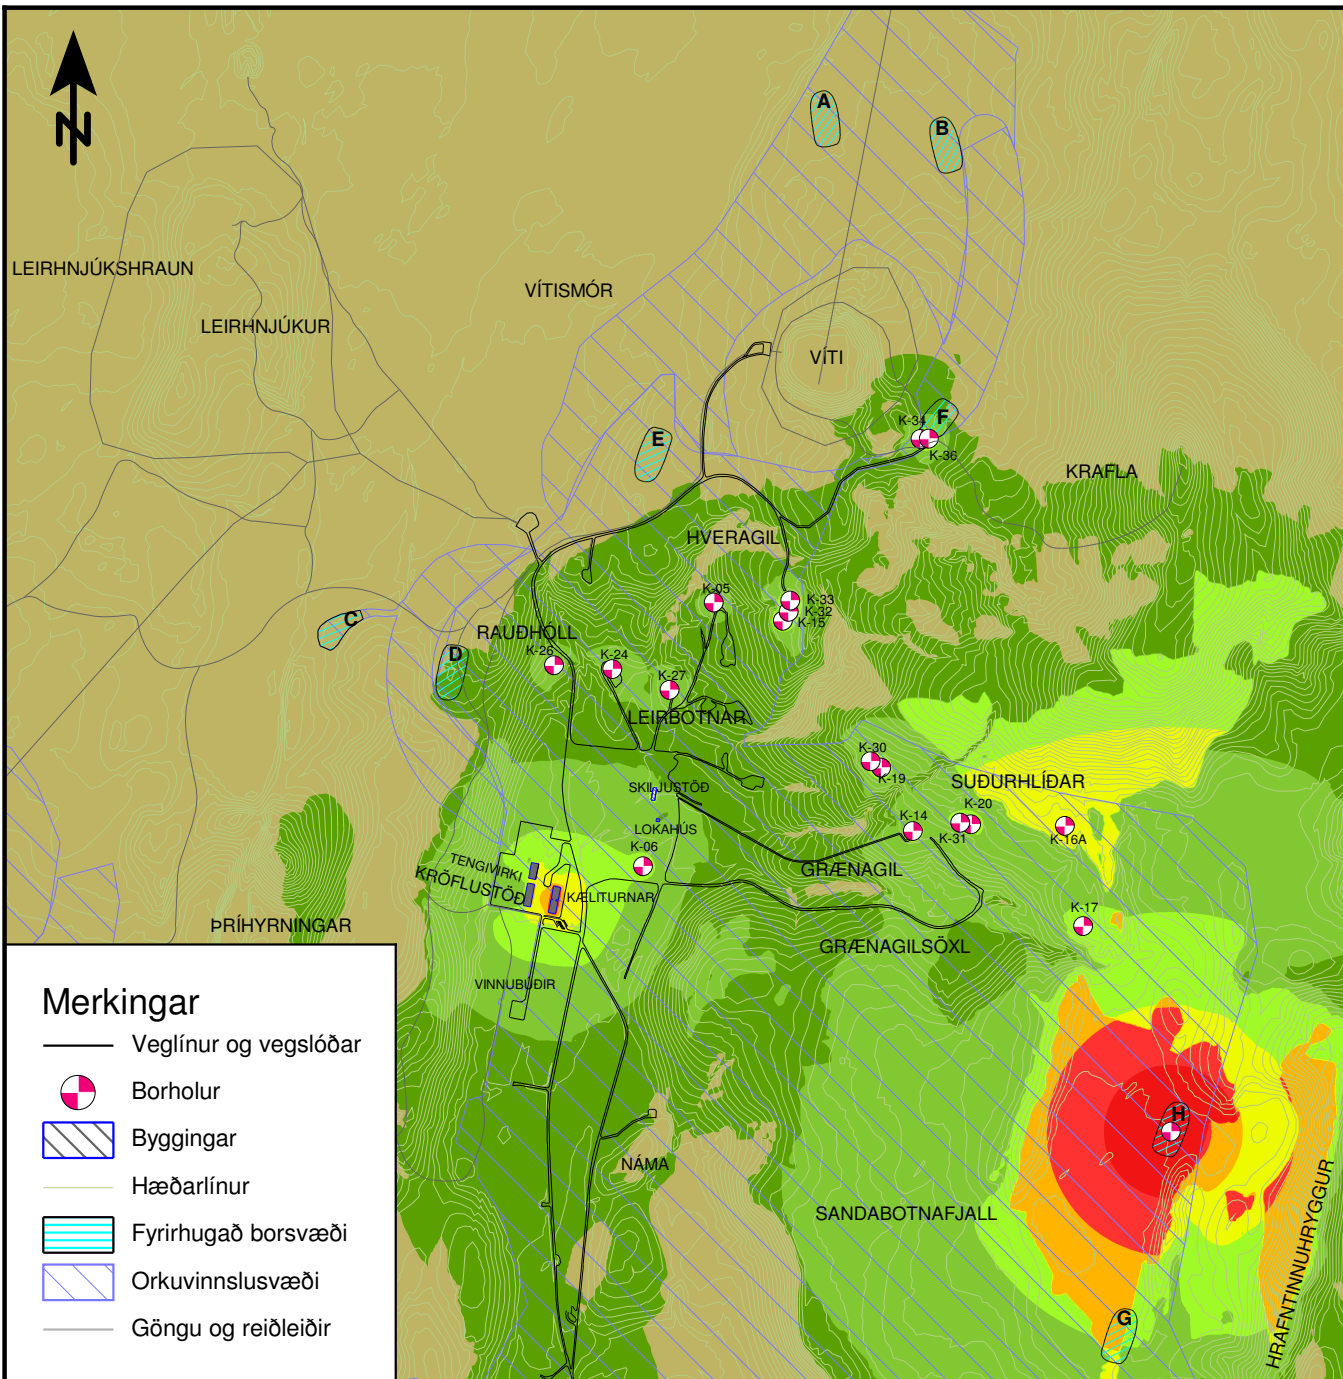 N
A
B
LEIRHNJÚKSHRAUN
VÍTISMÓR
LEIRHNJÚKUR
VÍTI
K-34
F
K-36
E
KRAFLA
HVERAGIL
K-05
K-33
K-32
K-15
C
RAUÐHÓLL
D
K-26
K-24
K-27
LEIRBOTNAR
K-30
K-19
SUÐURHLÍÐAR
SKILJUSTÖÐ
K-20
K-14
K-31
K-16A
LOKAHÚS
K-06
TENGIVIRKI
KRÖFLUSTÖÐ
GRÆNAGIL
KÆLITURNAR
K-17
ÞRÍHYRNINGAR
GRÆNAGILSÖXL
VINNUBÚÐIR
H
NÁMA
SANDABOTNAFJALL
HRAFNTINNUHRYGGUR
G
Merkingar
Veglínur og vegslóðar
Borholur
Byggingar
Hæðarlínur
Fyrirhugað borsvæði
Orkuvinnslusvæði
Göngu og reiðleiðir